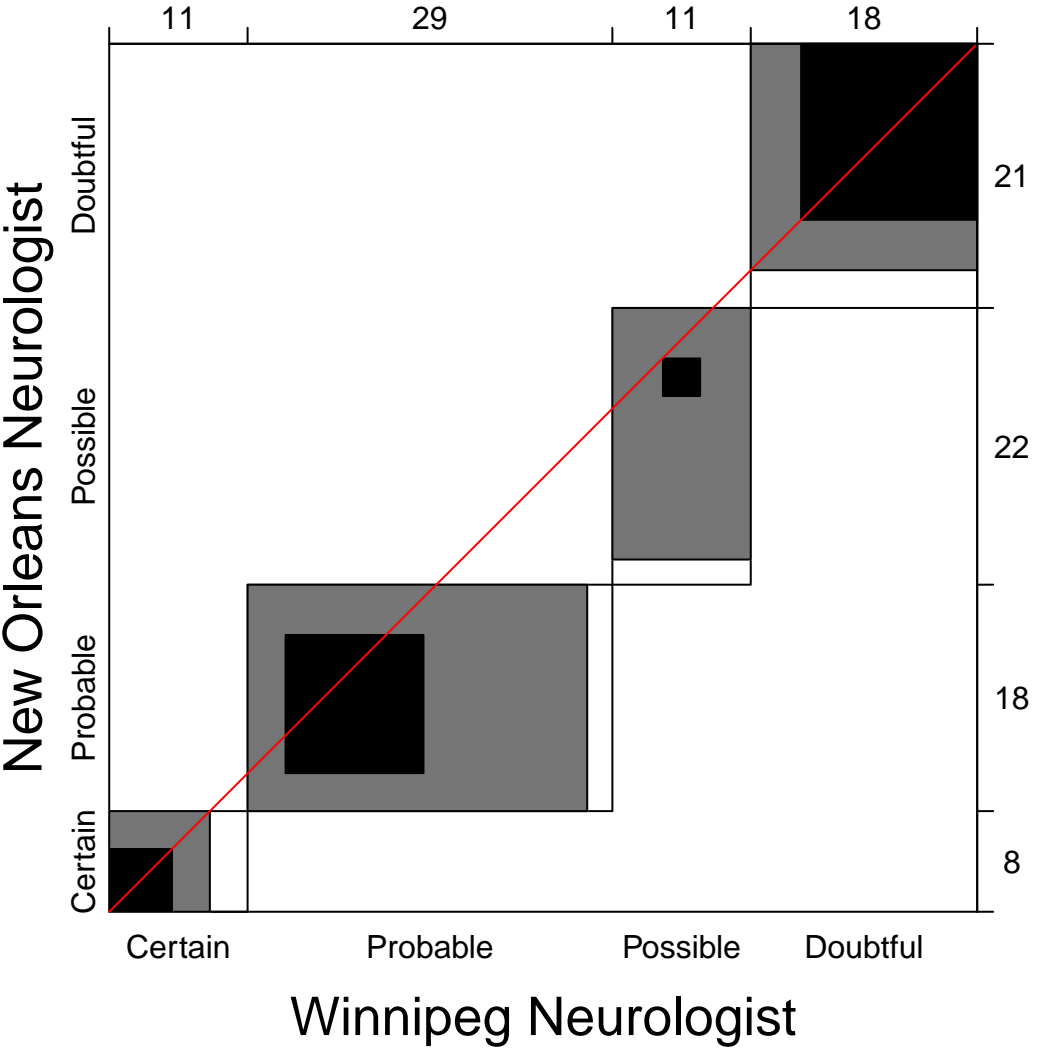 11 29 11 18
New Orleans Neurologist
Doubtful
Possible
Probable
Certain
21
22
18
8
Certain Probable Possible Doubtful
Winnipeg Neurologist